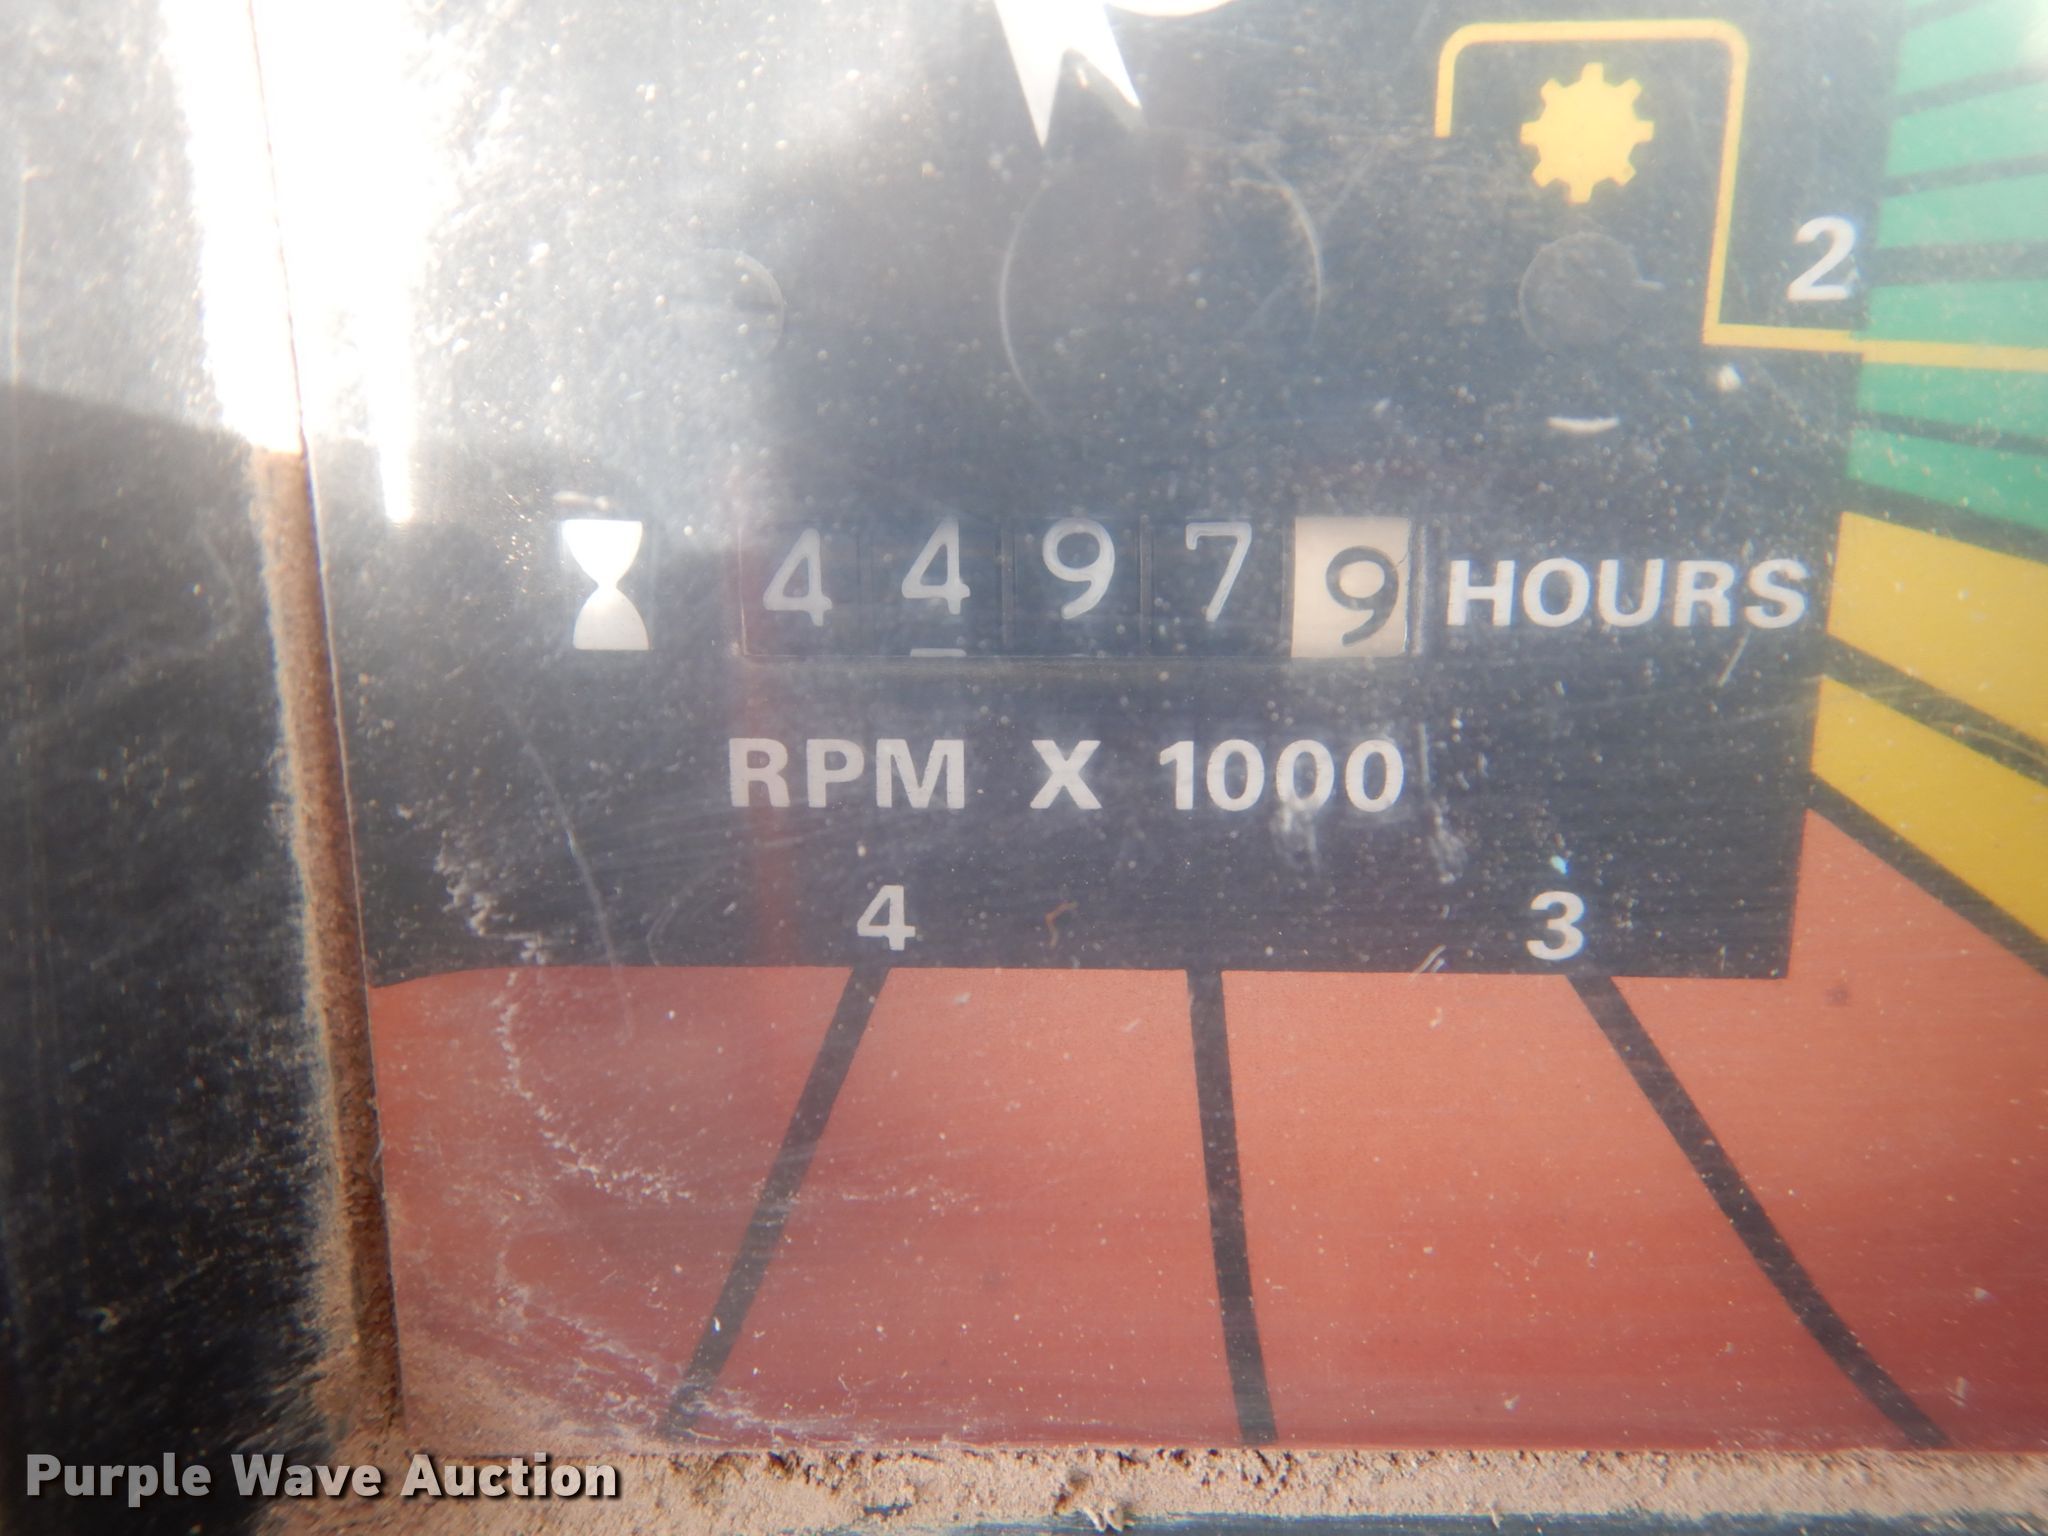 2
44979 HOURS
RPM X 1000
4 3
Purple Wave Auction